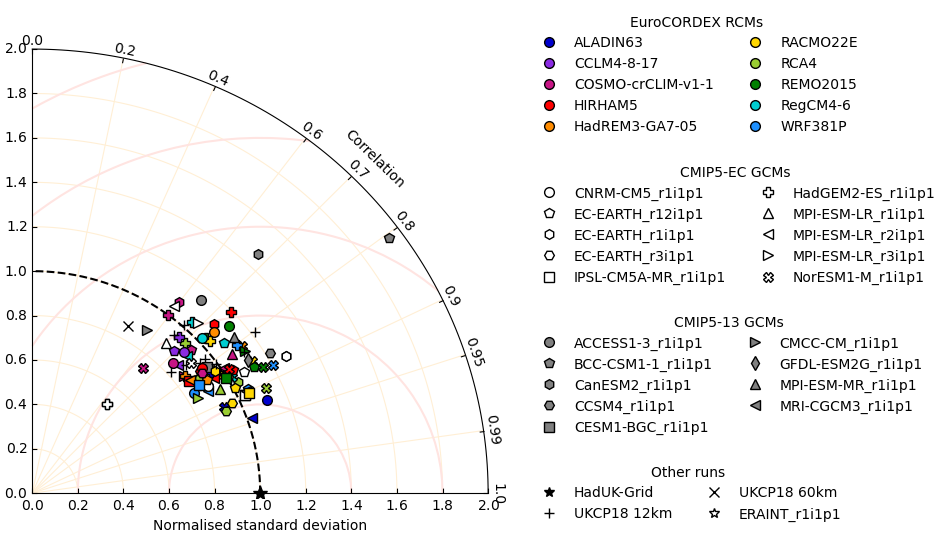 EuroCORDEX RCMs
ALADIN63
RACMO22E
CCLM4-8-17
RCA4
COSMO-crCLIM-v1-1
REMO2015
HIRHAM5
RegCM4-6
HadREM3-GA7-05
WRF381P
CMIP5-EC GCMs
CNRM-CM5_r1i1p1
HadGEM2-ES_r1i1p1
EC-EARTH_r12i1p1
MPI-ESM-LR_r1i1p1
EC-EARTH_r1i1p1
MPI-ESM-LR_r2i1p1
EC-EARTH_r3i1p1
MPI-ESM-LR_r3i1p1
IPSL-CM5A-MR_r1i1p1
NorESM1-M_r1i1p1
CMIP5-13 GCMs
ACCESS1-3_r1i1p1
CMCC-CM_r1i1p1
BCC-CSM1-1_r1i1p1
GFDL-ESM2G_r1i1p1
CanESM2_r1i1p1
MPI-ESM-MR_r1i1p1
CCSM4_r1i1p1
MRI-CGCM3_r1i1p1
CESM1-BGC_r1i1p1
Other runs
HadUK-Grid
UKCP18 60km
UKCP18 12km
ERAINT_r1i1p1
0.0
0.2
0.4
0.6
Correlation
0.7
0.8
0.9
0.95
0.99
1.0
2.0
1.8
1.6
1.4
1.2
1.0
0.8
0.6
0.4
0.2
0.0
0.0 0.2 0.4 0.6 0.8 1.0 1.2 1.4 1.6 1.8 2.0
Normalised standard deviation